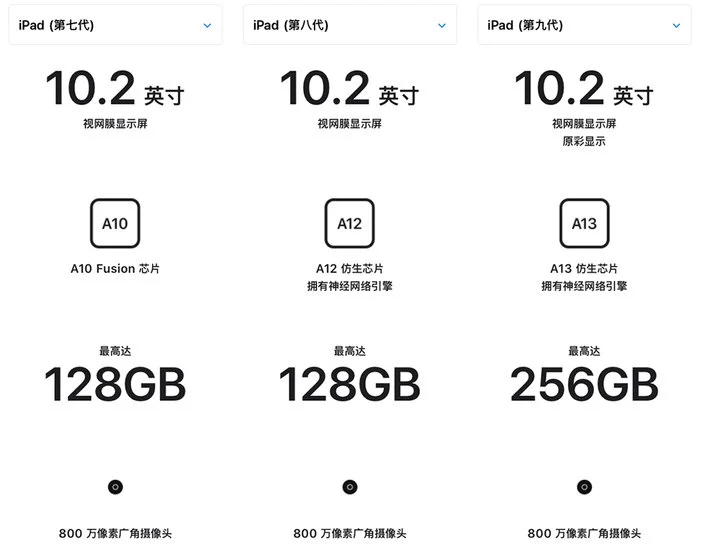 iPad (第七代)
iPad (第八代)
iPad (第九代)
10.2 英寸
10.2 英寸
10.2 英寸
视网膜显示屏
视网膜显示屏
视网膜显示屏
原彩显示
A10
A12
A13
A10 Fusion 芯片
A12 仿生芯片
A13 仿生芯片
拥有神经网络引擎
拥有神经网络引擎
最高达
最高达
最高达
128GB
128GB
256GB
800 万像素广角摄像头
800 万像素广角摄像头
800 万像素广角摄像头